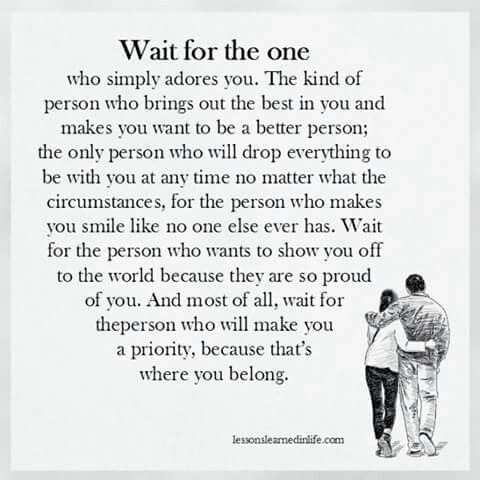 Wait for the one
who simply adores you. The kind of
person who brings out the best in you and
makes you want to be a better person;
the only person who will drop everything to
be with you at any time no matter what the
circumstances, for the person who makes
you smile like no one else ever has. Wait
for the person who wants to show you off
to the world because they are so proud
of you. And most of all, wait for
theperson who will make you
a priority, because that's
where you belong.
lessonslearnedinlife.com